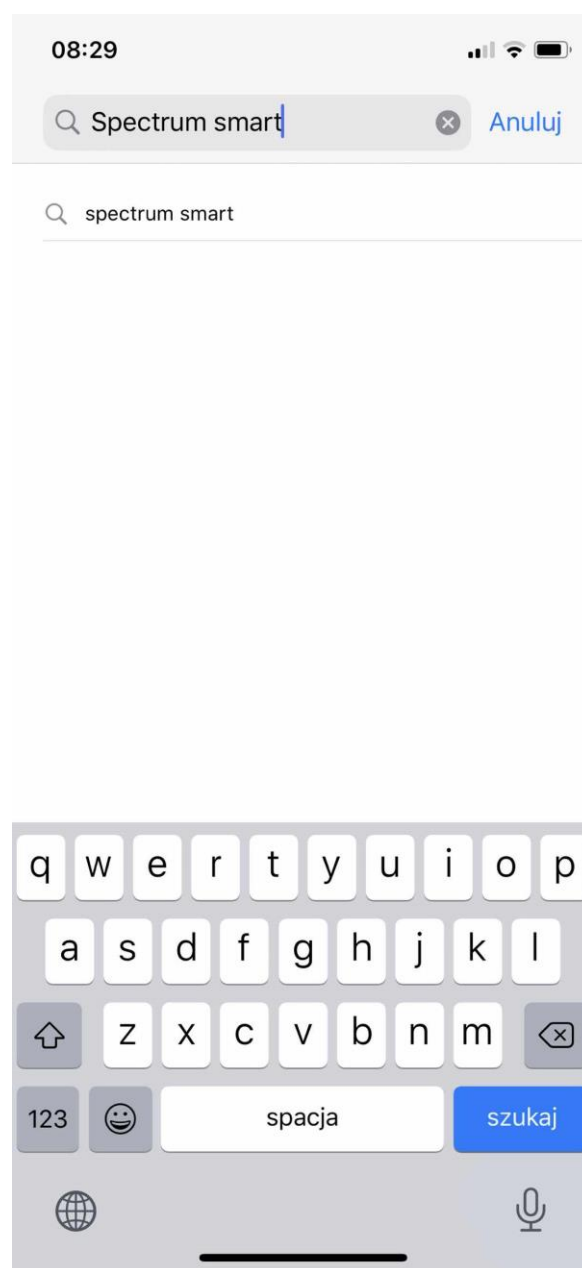 08:29
Spectrum smart Anuluj
spectrum smart
q w e r t y u i o p
a s d f g h j k l
z x c v b n m
123 spacja szukaj